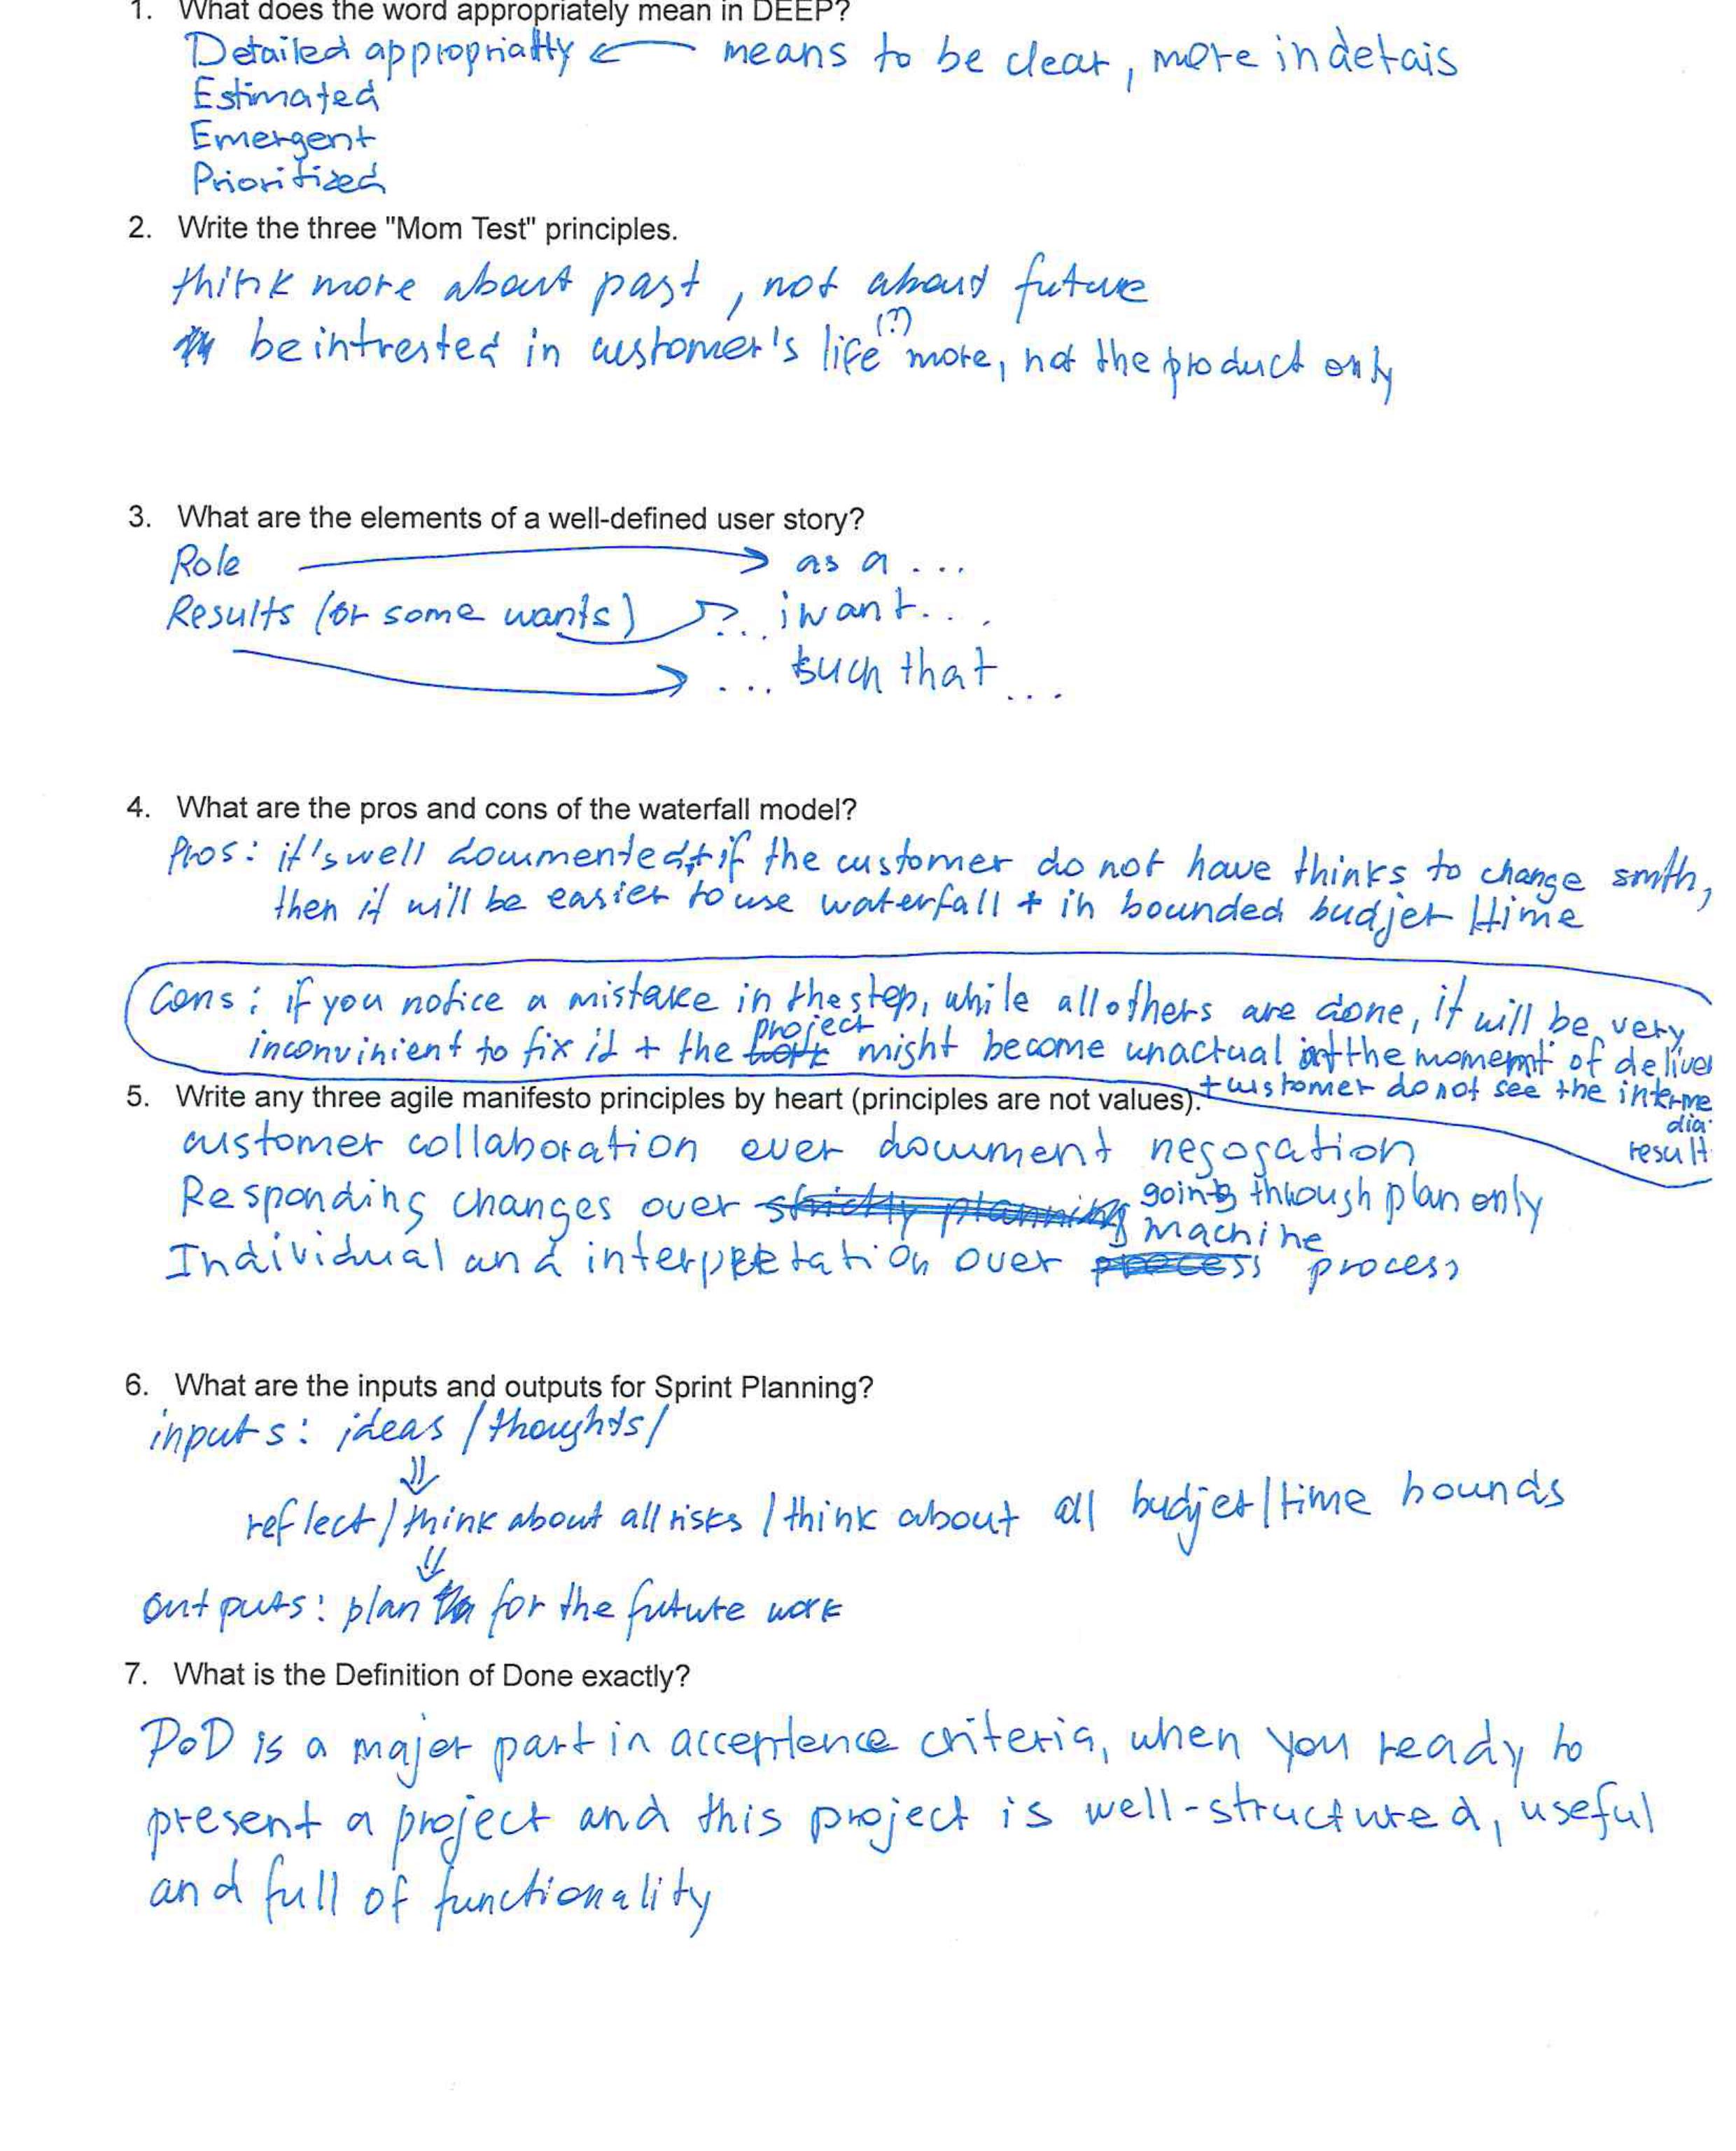 1. What does the word appropriately mean in DEEP?
Detailed appropriatly ← means to be clear, more in detais
Estimated
Emergent
Prioritized
2. Write the three "Mom Test" principles.
think more about past, not about future
be intrested in customer's life (?) more, not the product only
3. What are the elements of a well-defined user story?
Role → as a ...
Results (or some wants) →?... i want...
→ ... such that ...
4. What are the pros and cons of the waterfall model?
Pros: it's well documented + if the customer do not have thinks to change smth,
then it will be easier to use waterfall + in bounded budjet / time
Cons: if you notice a mistake in the step, while all others are done, it will be very
inconvinient to fix it + the project might become unactual at the moment of deliver
+ customer do not see the interme
dia
result
5. Write any three agile manifesto principles by heart (principles are not values).
customer collaboration over document negogation
Responding changes over going through plan only
Individual and interpretation over machine process
6. What are the inputs and outputs for Sprint Planning?
inputs: ideas / thoughts /
⇓
reflect / think about all risks / think about all budjet / time bounds
⇓
outputs: plan for the future work
7. What is the Definition of Done exactly?
DoD is a major part in acceptence criteria, when you ready to
present a project and this project is well-structured, useful
and full of functionality